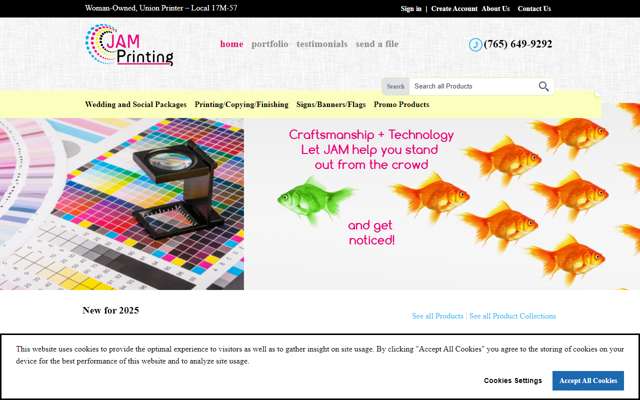 Woman-Owned, Union Printer – Local 17M-57
Sign in | Create Account About Us Contact Us
JAM
Printing
home portfolio testimonials send a file
(765) 649-9292
Search Search all Products
Wedding and Social Packages Printing/Copying/Finishing Signs/Banners/Flags Promo Products
Craftsmanship + Technology
Let JAM help you stand
out from the crowd
and get
noticed!
New for 2025
See all Products | See all Product Collections
This website uses cookies to provide the optimal experience to visitors as well as to gather insight on site usage. By clicking "Accept All Cookies" you agree to the storing of cookies on your
device for the best performance of this website and to analyze site usage.
Cookies Settings Accept All Cookies